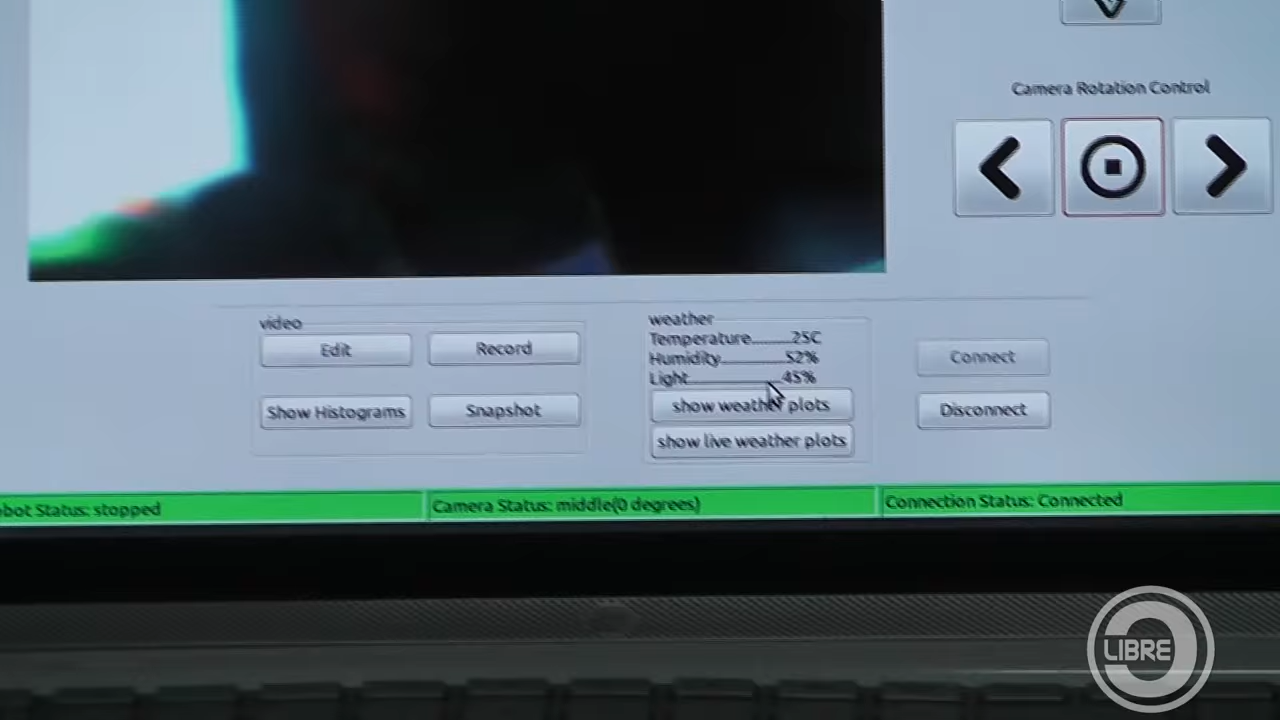 Camera Rotation Control
video
Edit
Record
Show Histograms
Snapshot
weather
Temperature.........25C
Humidity...............52%
Light.....................45%
show weather plots
show live weather plots
Connect
Disconnect
Status: stopped
Camera Status: middle(0 degrees)
Connection Status: Connected
LIBRE